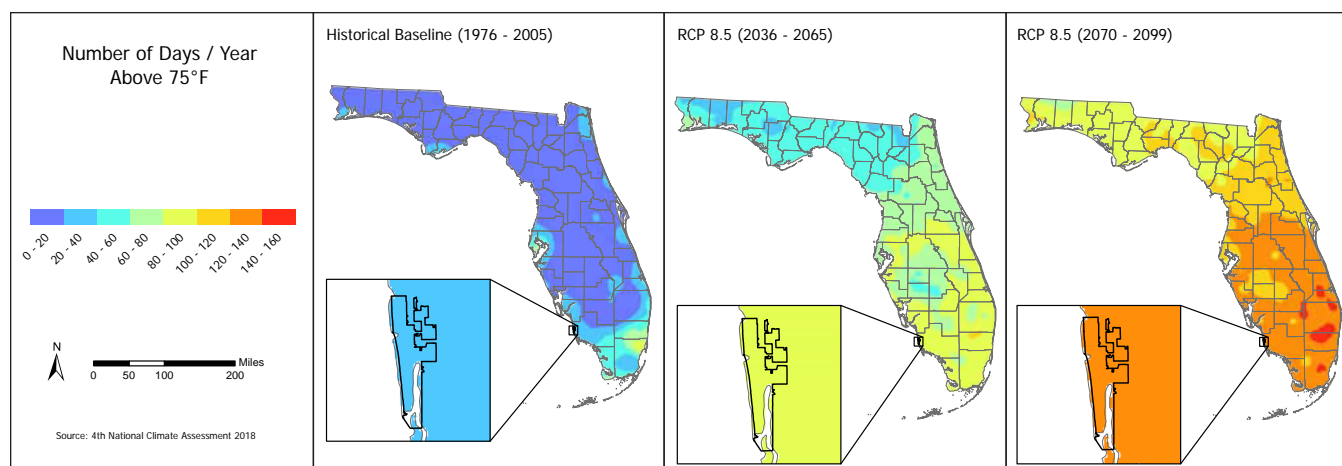 Number of Days / Year
Above 75°F
0 - 20
20 - 40
40 - 60
60 - 80
80 - 100
100 - 120
120 - 140
140 - 160
N
Miles
0 50 100 200
Source: 4th National Climate Assessment 2018
Historical Baseline (1976 - 2005)
RCP 8.5 (2036 - 2065)
RCP 8.5 (2070 - 2099)